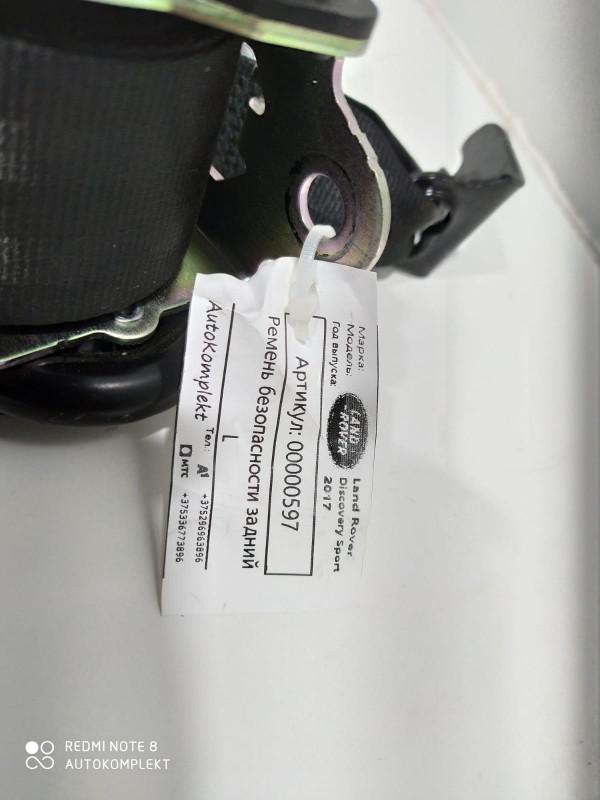 Марка: Land Rover
Модель: Discovery Sport
Год выпуска: 2017
LAND
ROVER
Артикул: 00000597
Ремень безопасности задний
L
AutoKomplekt Тел.: A1 +375296963896
МТС +375336773896
REDMI NOTE 8
AUTOKOMPLEKT